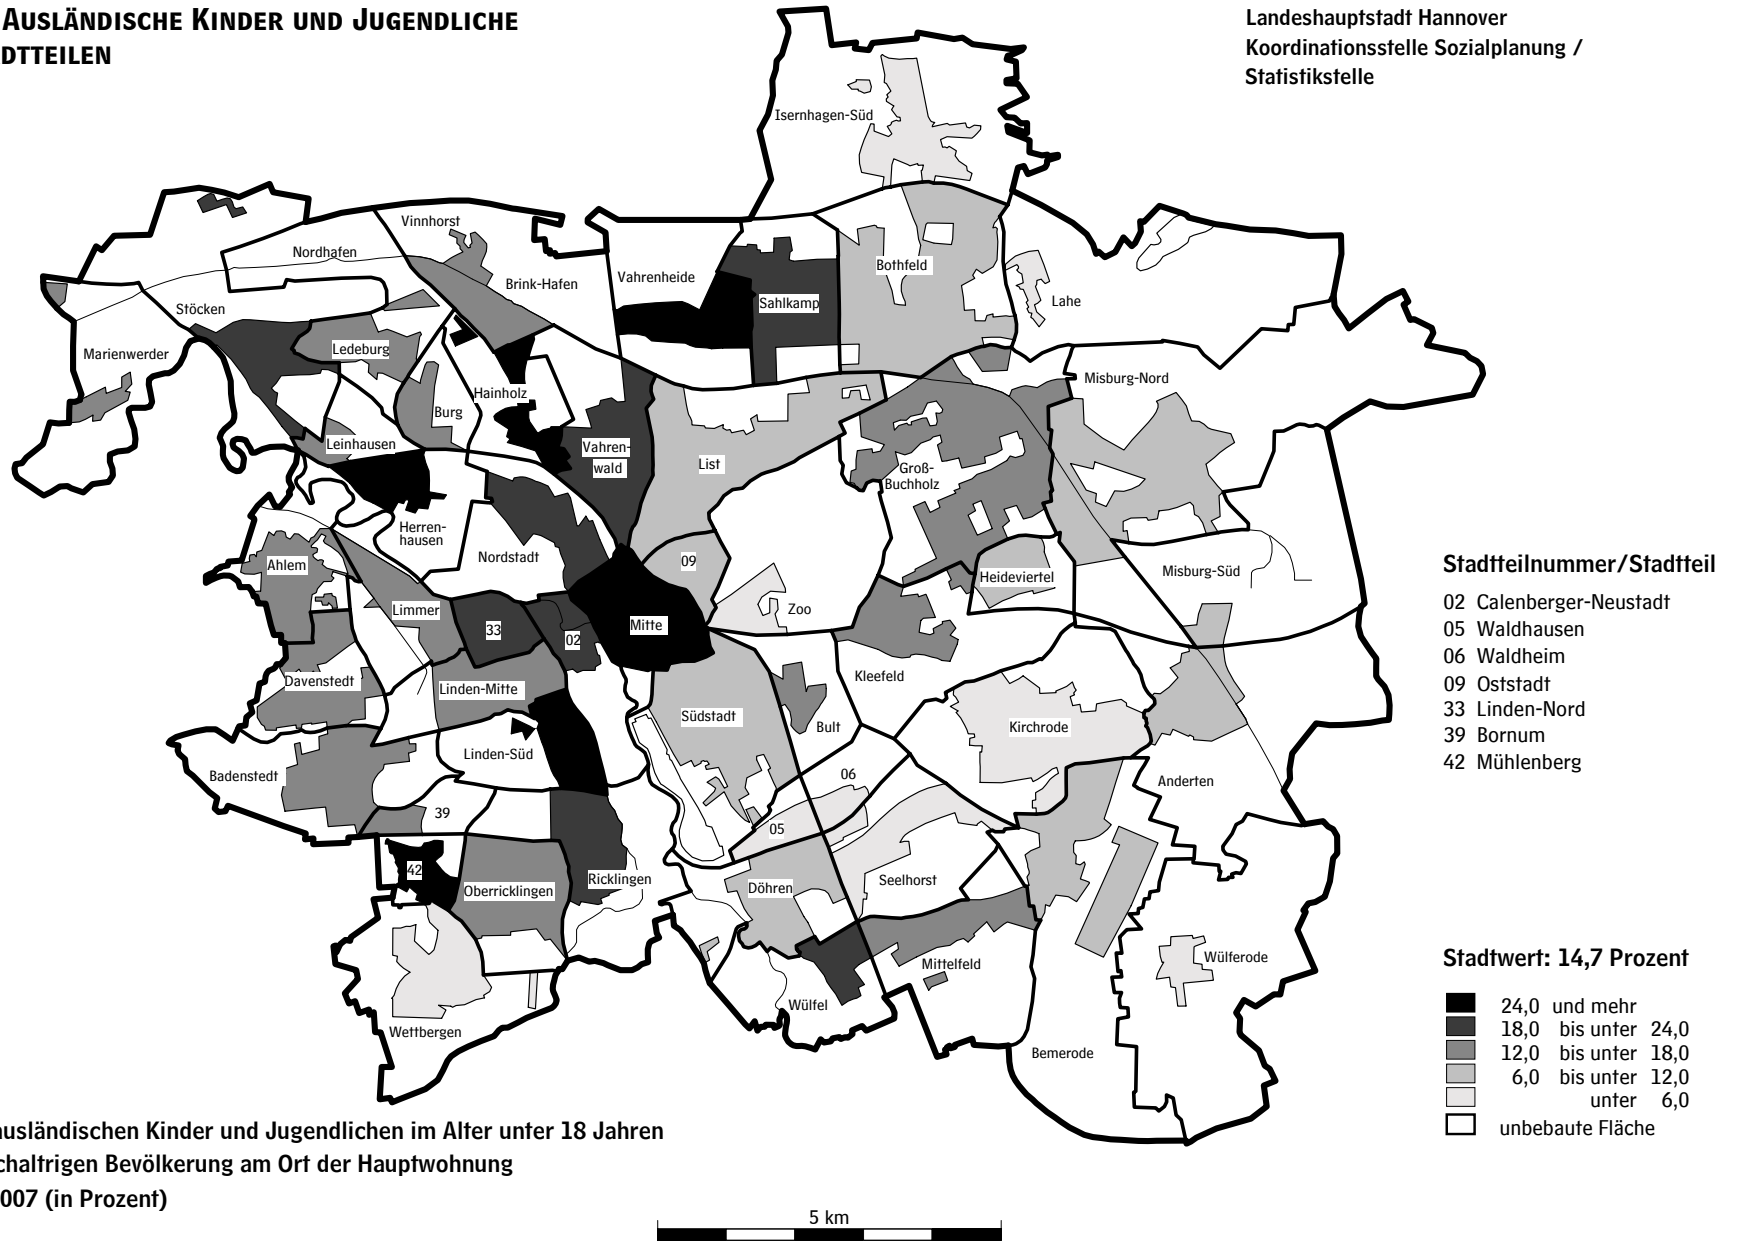 AUSLÄNDISCHE KINDER UND JUGENDLICHE
DTTEILEN
Landeshauptstadt Hannover
Koordinationsstelle Sozialplanung /
Statistikstelle
Isernhagen-Süd
Vinnhorst
Nordhafen
Brink-Hafen
Vahrenheide
Bothfeld
Stöcken
Sahlkamp
Lahe
Marienwerder
Ledeburg
Misburg-Nord
Hainholz
Burg
Leinhausen
Vahren-
wald
List
Groß-
Buchholz
Herren-
hausen
Nordstadt
09
Ahlem
Heideviertel
Misburg-Süd
Limmer
Zoo
33
02
Mitte
Davenstedt
Linden-Mitte
Kleefeld
Südstadt
Bult
Kirchrode
Linden-Süd
Badenstedt
06
Anderten
39
05
42
Oberricklingen
Ricklingen
Döhren
Seelhorst
Wülferode
Mittelfeld
Wülfel
Wettbergen
Bemerode
Stadtteilnummer/Stadtteil
02 Calenberger-Neustadt
05 Waldhausen
06 Waldheim
09 Oststadt
33 Linden-Nord
39 Bornum
42 Mühlenberg
Stadtwert: 14,7 Prozent
24,0 und mehr
18,0 bis unter 24,0
12,0 bis unter 18,0
6,0 bis unter 12,0
unter 6,0
unbebaute Fläche
ausländischen Kinder und Jugendlichen im Alter unter 18 Jahren
chaltrigen Bevölkerung am Ort der Hauptwohnung
007 (in Prozent)
5 km